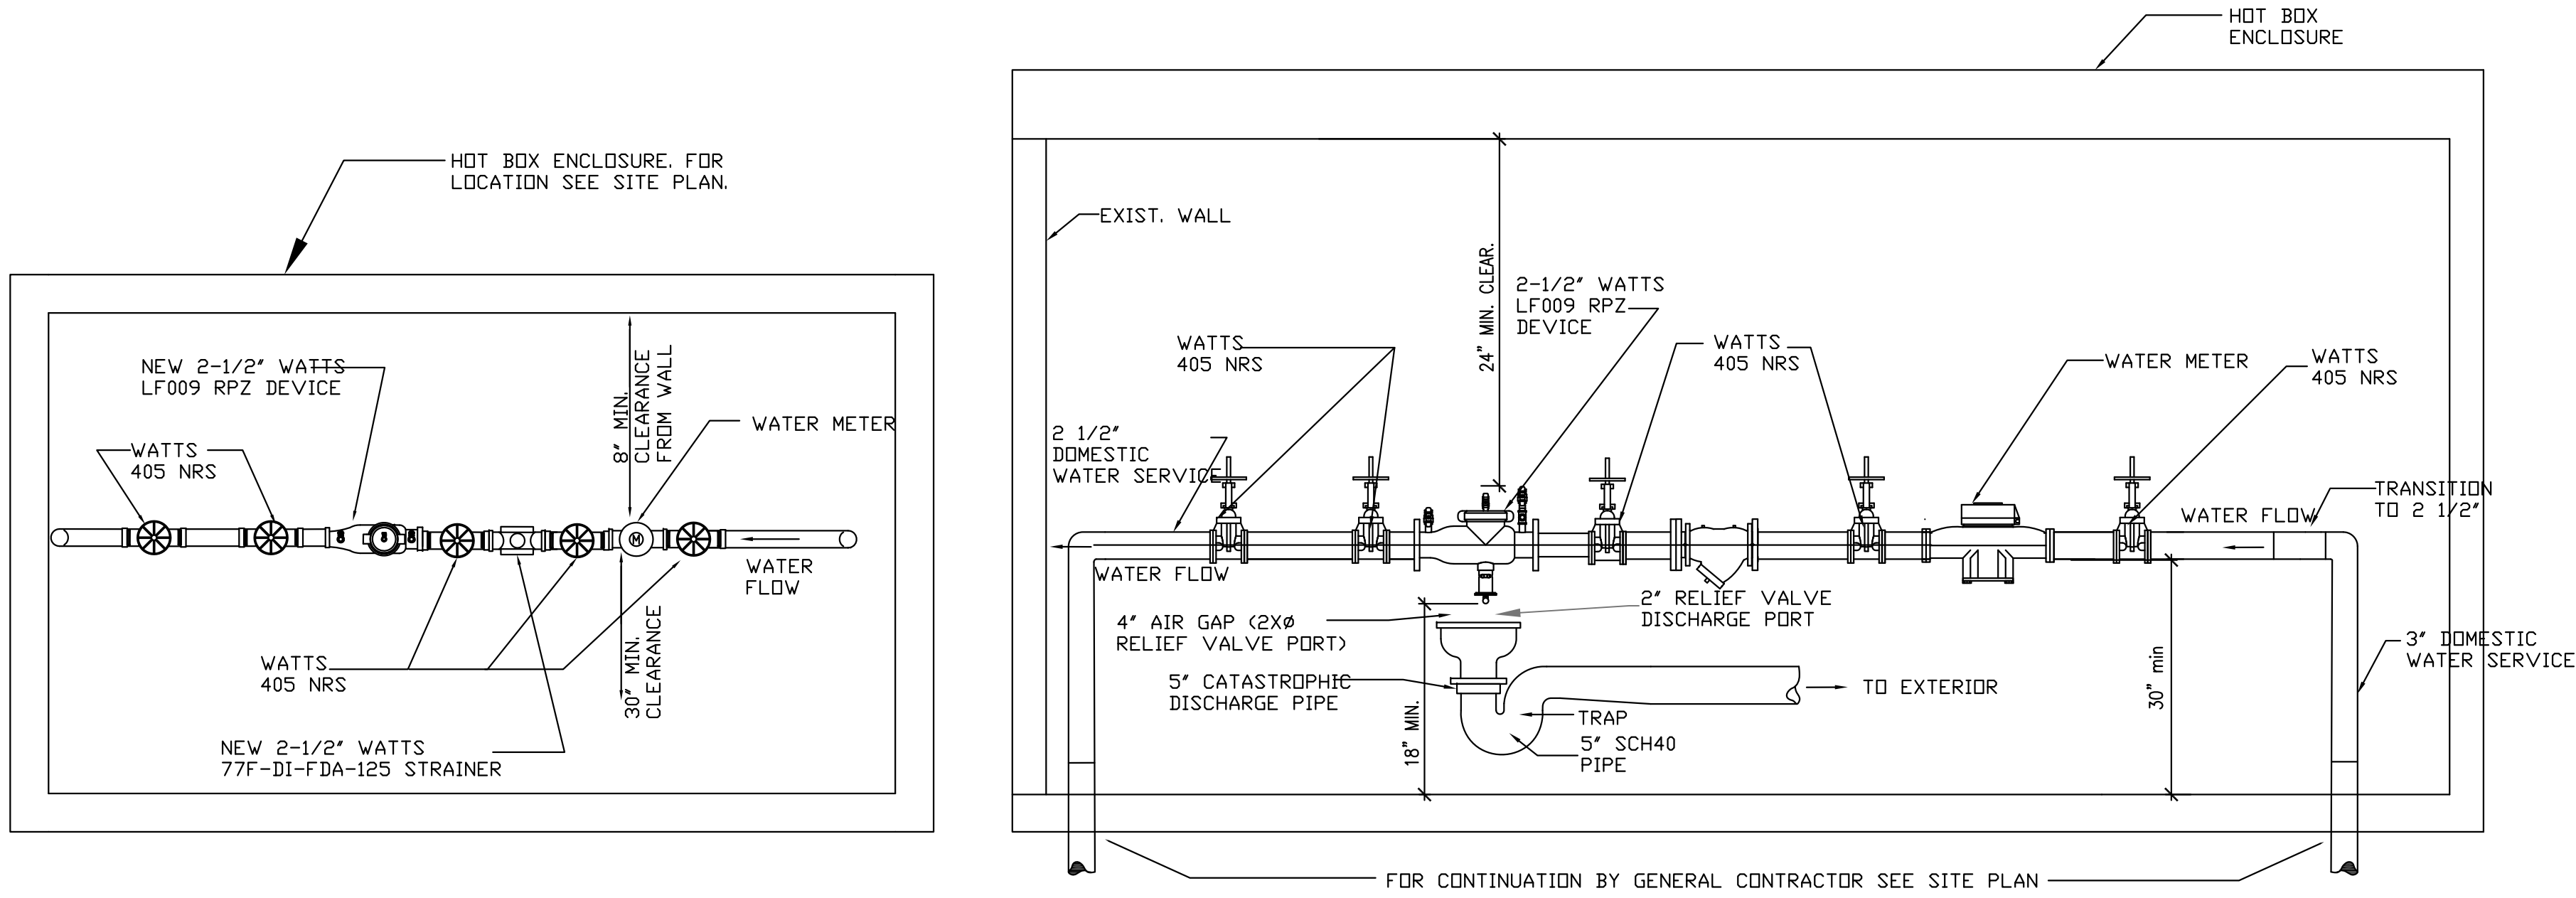 HOT BOX ENCLOSURE. FOR
LOCATION SEE SITE PLAN.
NEW 2-1/2" WATTS
LF009 RPZ DEVICE
WATTS
405 NRS
8" MIN.
CLEARANCE
FROM WALL
WATER METER
M
WATER
FLOW
WATTS
405 NRS
30" MIN.
CLEARANCE
NEW 2-1/2" WATTS
77F-DI-FDA-125 STRAINER
HOT BOX
ENCLOSURE
EXIST. WALL
24" MIN. CLEAR.
2-1/2" WATTS
LF009 RPZ
DEVICE
WATTS
405 NRS
WATTS
405 NRS
WATER METER
WATTS
405 NRS
2 1/2"
DOMESTIC
WATER SERVICE
TRANSITION
TO 2 1/2"
WATER FLOW
WATER FLOW
4" AIR GAP (2XØ
RELIEF VALVE PORT)
2" RELIEF VALVE
DISCHARGE PORT
3" DOMESTIC
WATER SERVICE
5" CATASTROPHIC
DISCHARGE PIPE
TO EXTERIOR
30" min
18" MIN.
TRAP
5" SCH40
PIPE
FOR CONTINUATION BY GENERAL CONTRACTOR SEE SITE PLAN